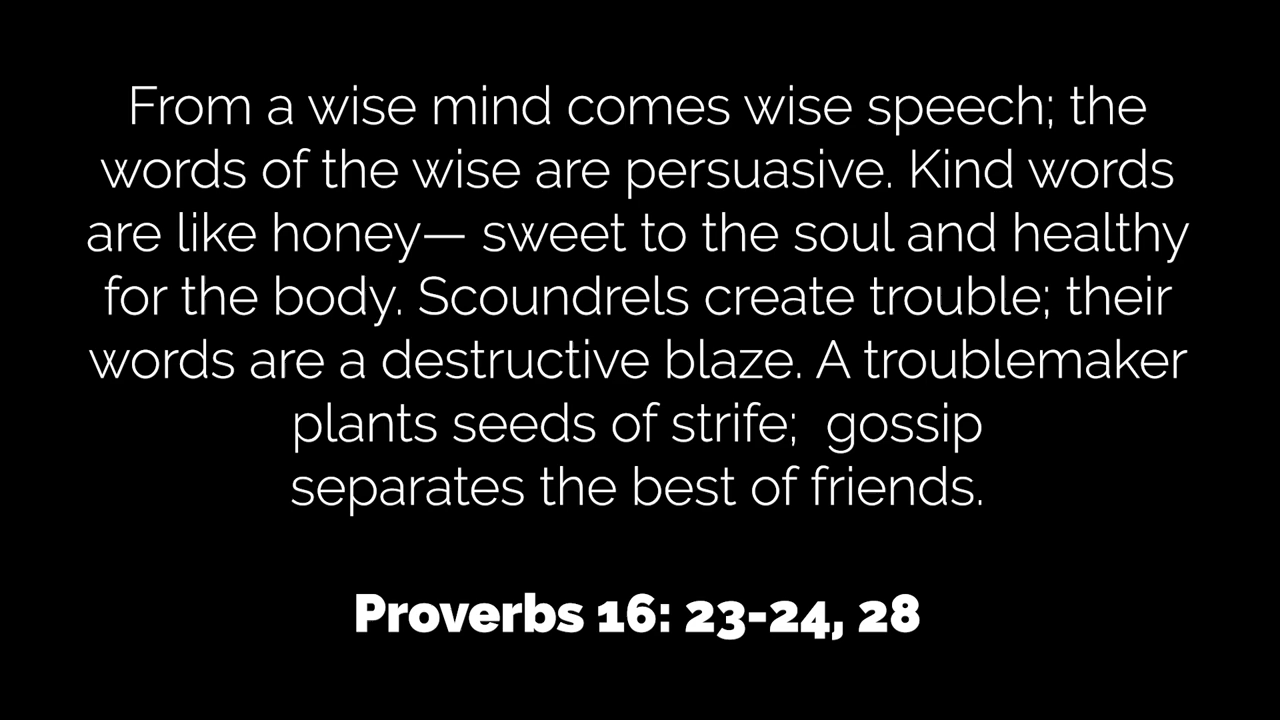 From a wise mind comes wise speech; the
words of the wise are persuasive. Kind words
are like honey— sweet to the soul and healthy
for the body. Scoundrels create trouble; their
words are a destructive blaze. A troublemaker
plants seeds of strife;  gossip
separates the best of friends.
Proverbs 16: 23-24, 28